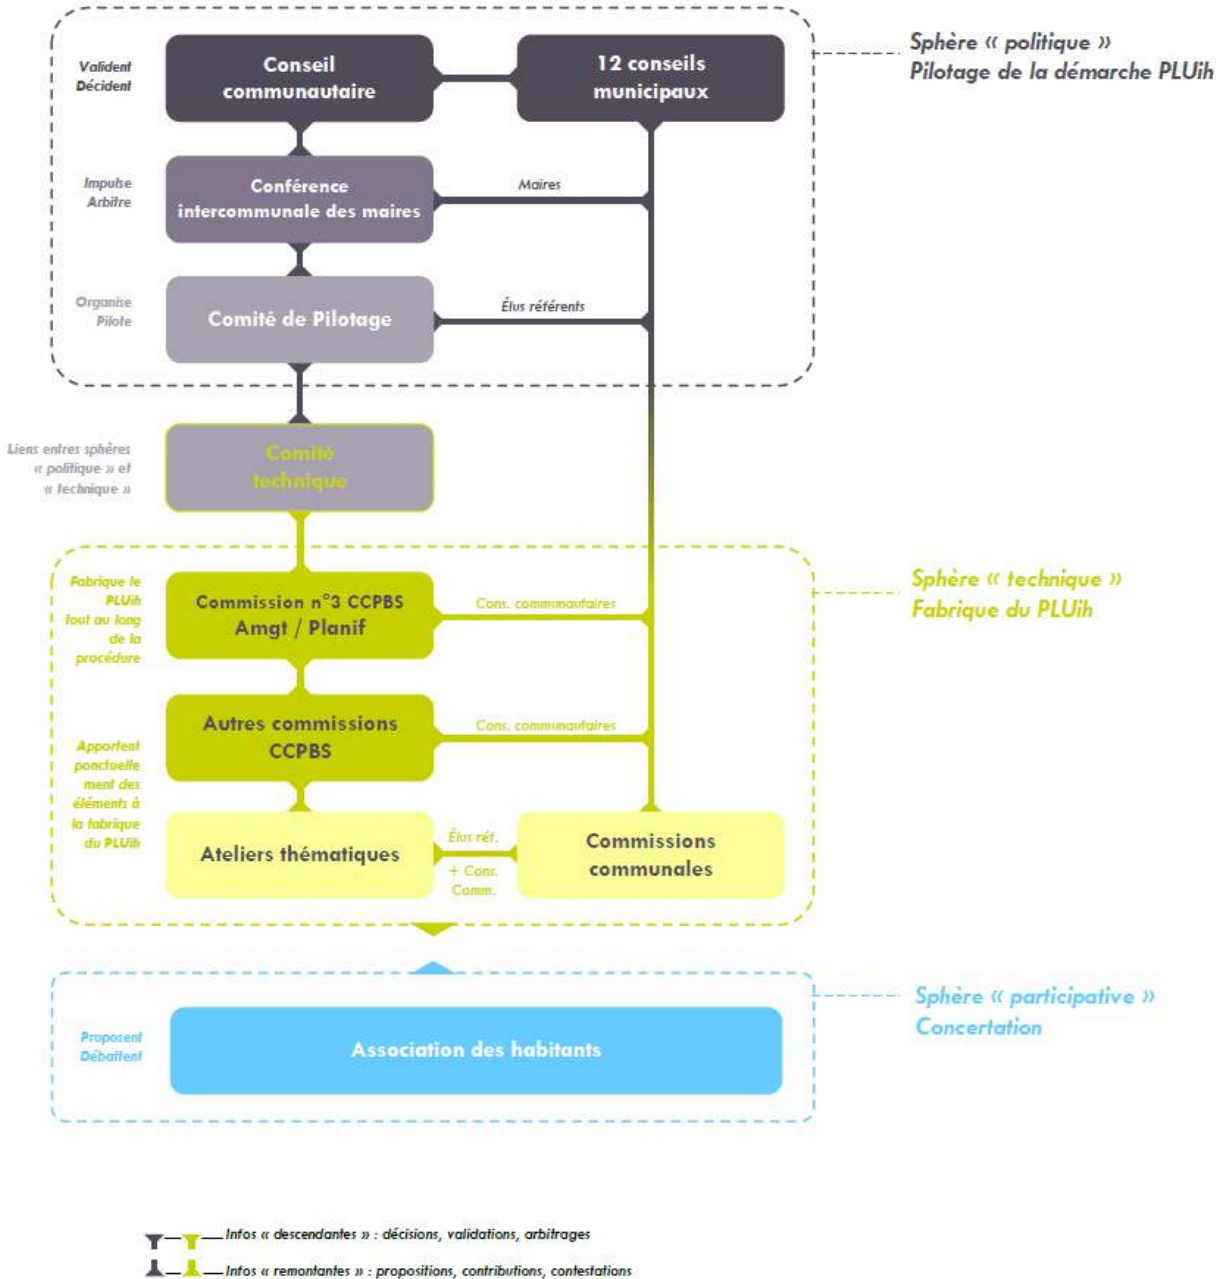 Sphère « politique »
Pilotage de la démarche PLUih
Valident
Décident
Conseil
communautaire
12 conseils
municipaux
Impulse
Arbitre
Conférence
intercommunale des maires
Maires
Organise
Pilote
Comité de Pilotage
Élus référents
Liens entres sphères
« politique » et
« technique »
Comité
technique
Sphère « technique »
Fabrique du PLUih
Fabrique le
PLUih
tout au long
de la
procédure
Commission n°3 CCPBS
Amgt / Planif
Cons. communautaires
Autres commissions
CCPBS
Cons. communautaires
Apportent
ponctuelle
ment des
éléments à
la fabrique
du PLUih
Ateliers thématiques
Élus réf.
+ Cons.
Comm.
Commissions
communales
Sphère « participative »
Concertation
Proposent
Débattent
Association des habitants
Infos « descendantes » : décisions, validations, arbitrages
Infos « remontantes » : propositions, contributions, contestations